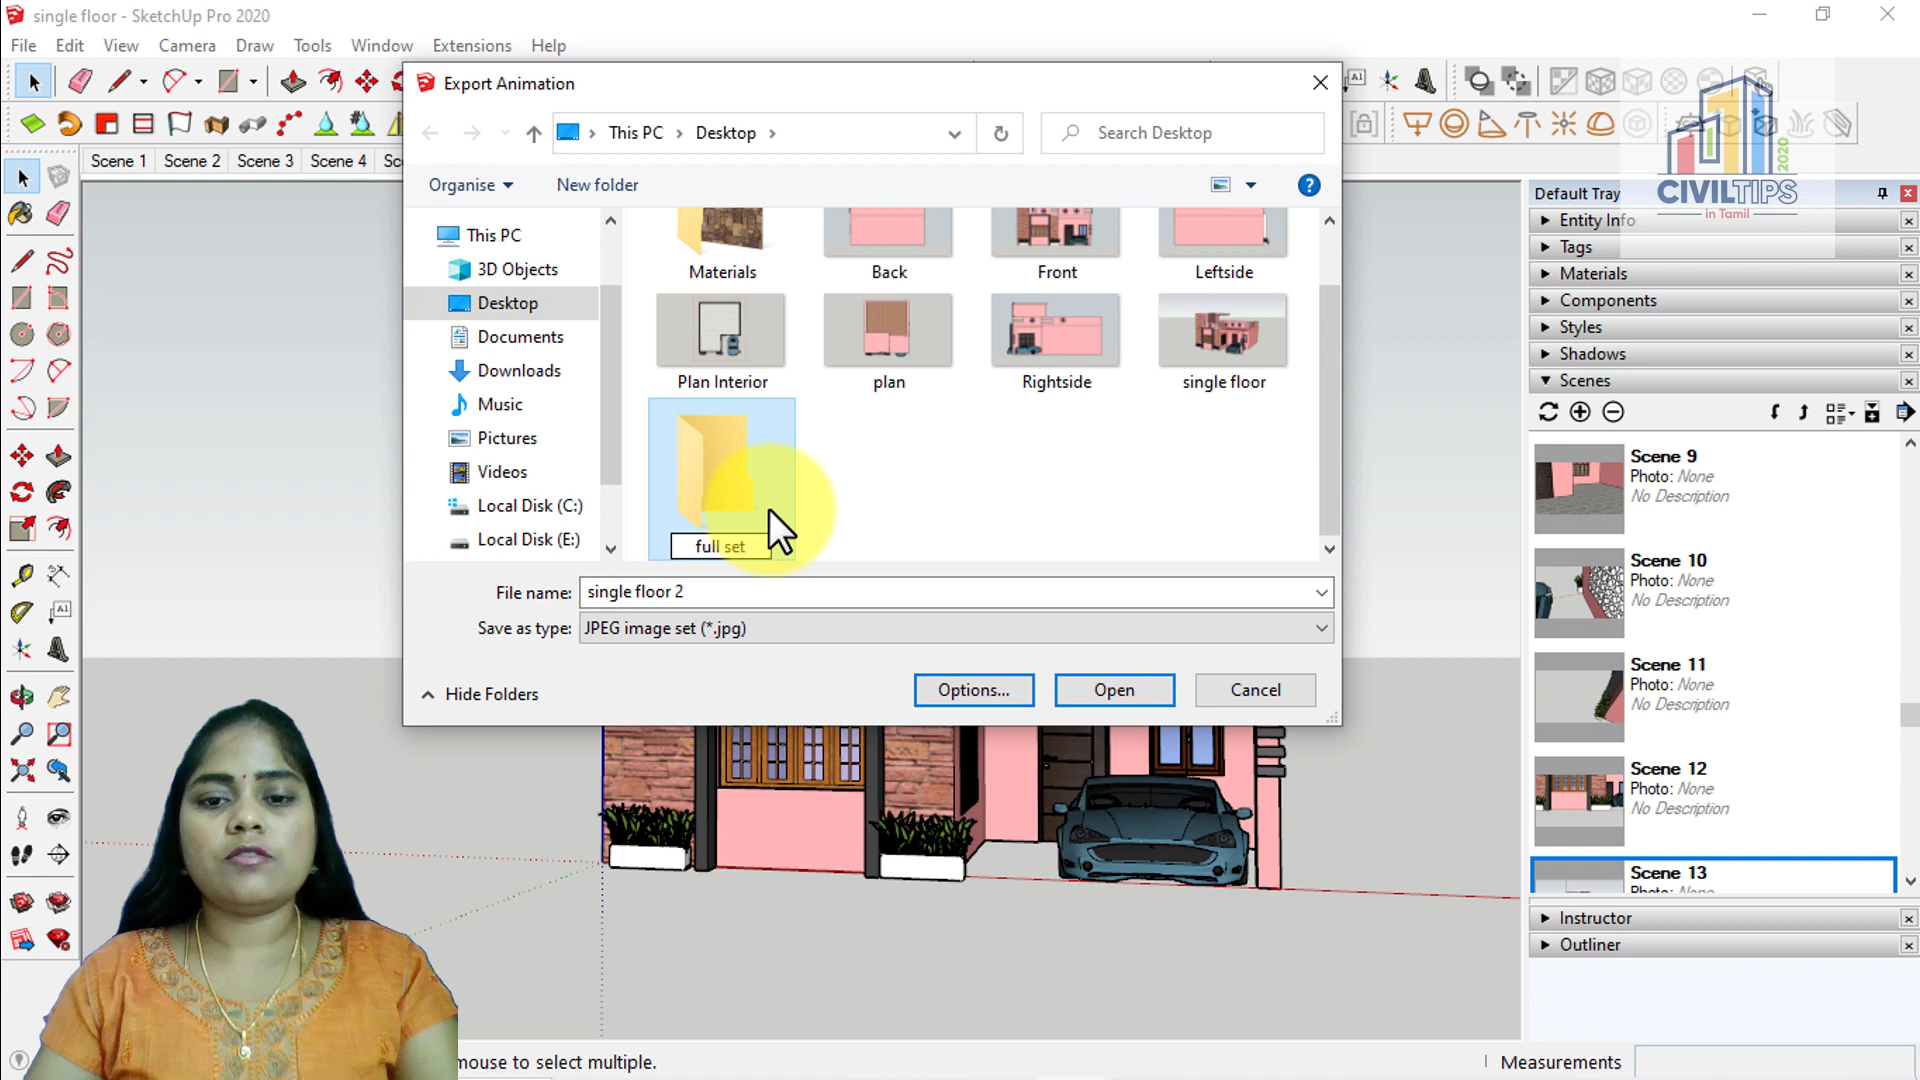 single floor - SketchUp Pro 2020
File Edit View Camera Draw Tools Window Extensions Help
Export Animation
This PC Desktop
Search Desktop
Scene 1 Scene 2 Scene 3 Scene 4 Sc
Organise New folder
This PC
3D Objects
Desktop
Documents
Downloads
Music
Pictures
Videos
Local Disk (C:)
Local Disk (E:)
Materials Back Front Leftside
Plan Interior plan Rightside single floor
full set
File name: single floor 2
Save as type: JPEG image set (*.jpg)
Hide Folders
Options... Open Cancel
2020
CIVILTIPS
in Tamil
Default Tray
Entity Info
Tags
Materials
Components
Styles
Shadows
Scenes
Scene 9
Photo: None
No Description
Scene 10
Photo: None
No Description
Scene 11
Photo: None
No Description
Scene 12
Photo: None
No Description
Scene 13
Photo: None
Instructor
Outliner
mouse to select multiple.
Measurements